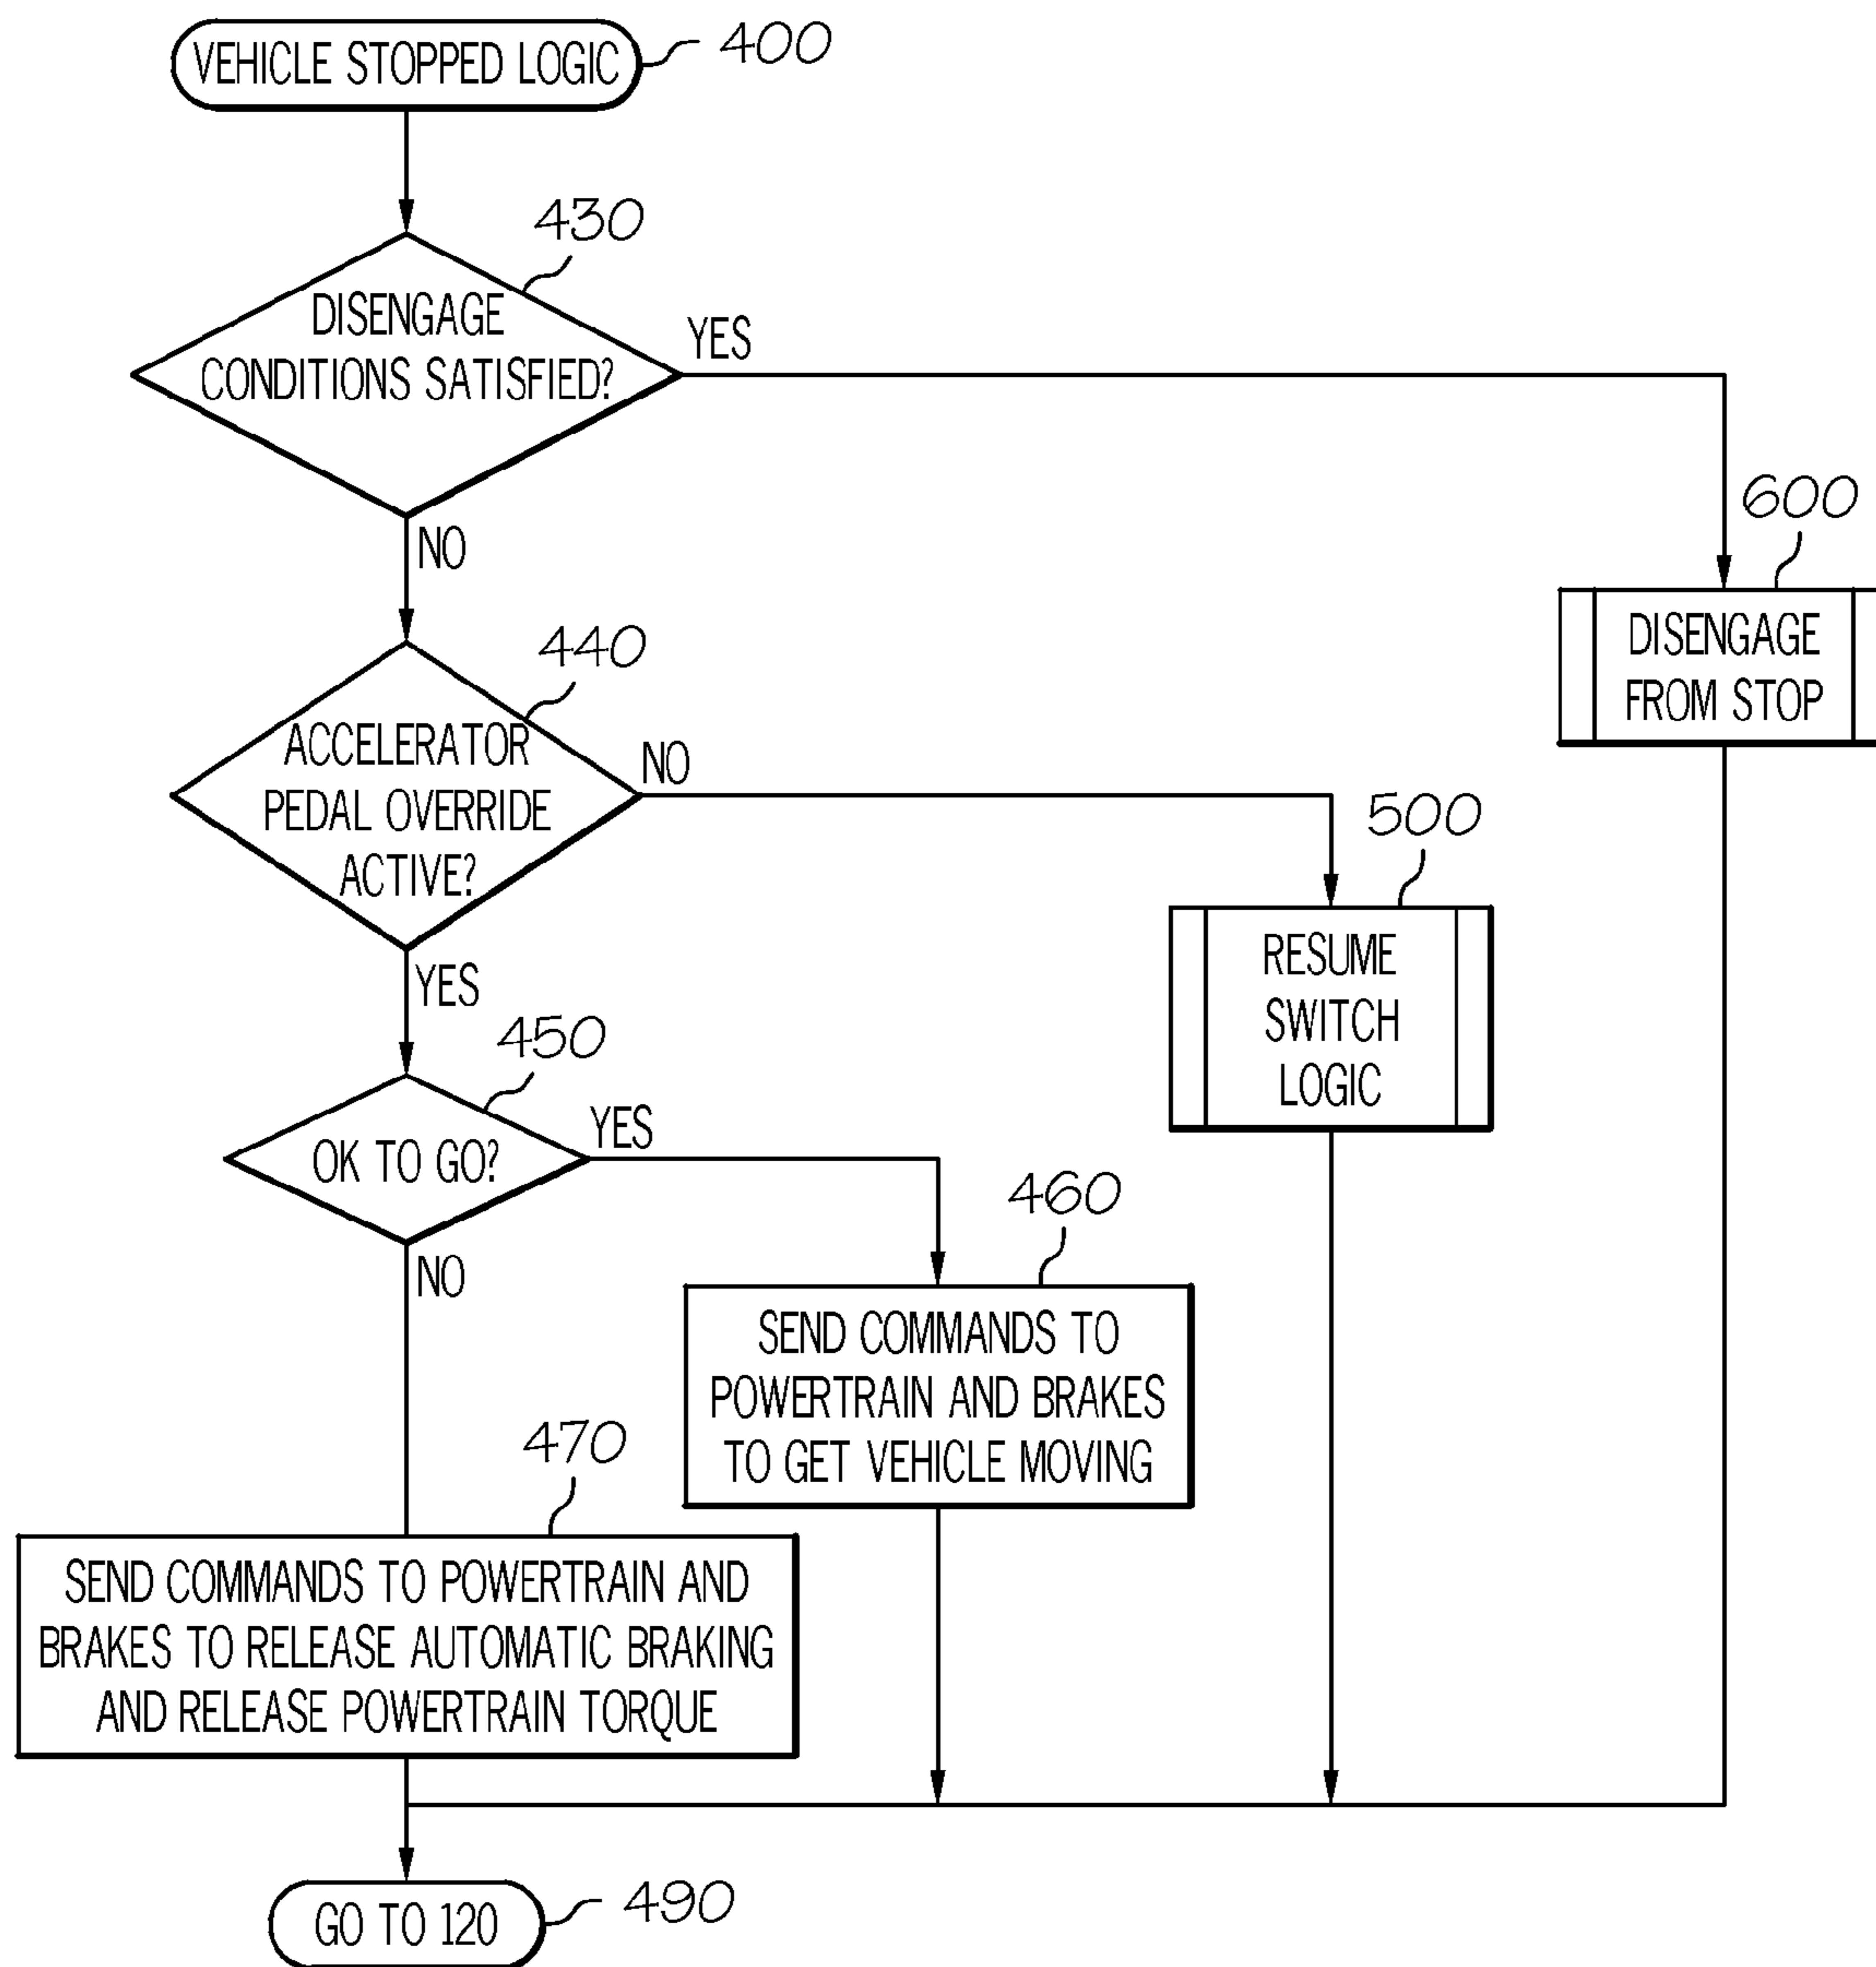 VEHICLE STOPPED LOGIC
400
430
DISENGAGE
CONDITIONS SATISFIED?
YES
NO
600
DISENGAGE
FROM STOP
440
ACCELERATOR
PEDAL OVERRIDE
ACTIVE?
NO
YES
500
RESUME
SWITCH
LOGIC
450
OK TO GO?
YES
NO
460
SEND COMMANDS TO
POWERTRAIN AND BRAKES
TO GET VEHICLE MOVING
470
SEND COMMANDS TO POWERTRAIN AND
BRAKES TO RELEASE AUTOMATIC BRAKING
AND RELEASE POWERTRAIN TORQUE
GO TO 120
490